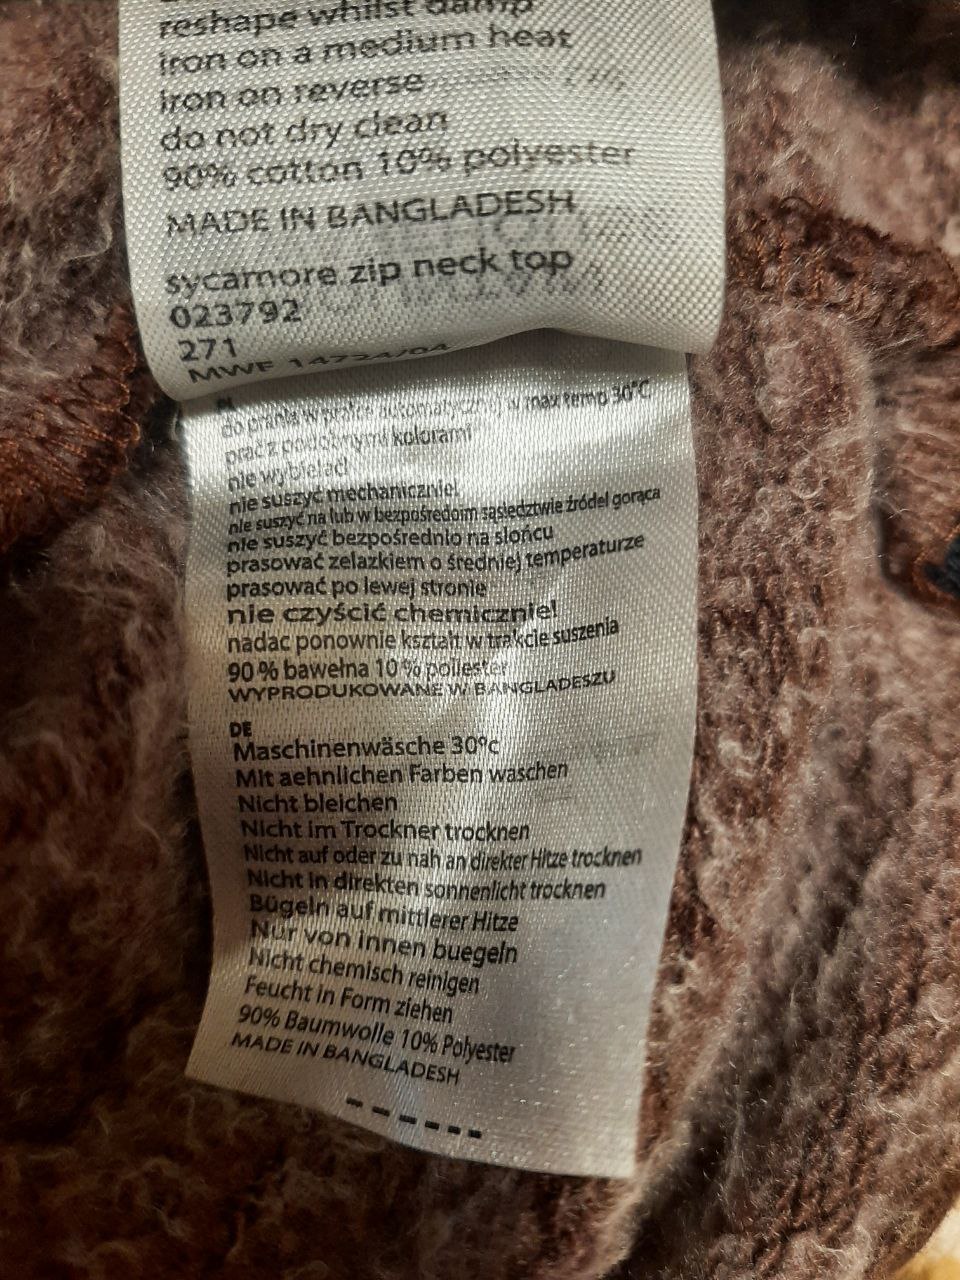 reshape whilst damp
iron on a medium heat
iron on reverse
do not dry clean
90% cotton 10% polyester
MADE IN BANGLADESH
sycamore zip neck top
023792
271
MWF 14724/04
PL
do prania w pralce automatycznej w max temp 30°C
prać z podobnymi kolorami
nie wybielać!
nie suszyć mechanicznie!
nie suszyć na lub w bezpośredoim sąsiedztwie źródel gorąca
nie suszyć bezpośrednio na słońcu
prasować zelazkiem o średniej temperaturze
prasować po lewej stronie
nie czyścić chemicznie!
nadac ponownie kształt w trakcie suszenia
90 % bawełna 10 % poliester
WYPRODUKOWANE W BANGLADESZU
DE
Maschinenwäsche 30°c
Mit aehnlichen Farben waschen
Nicht bleichen
Nicht im Trockner trocknen
Nicht auf oder zu nah an direkter Hitze trocknen
Nicht in direkten sonnenlicht trocknen
Bügeln auf mittlerer Hitze
Nur von innen buegeln
Nicht chemisch reinigen
Feucht in Form ziehen
90% Baumwolle 10% Polyester
MADE IN BANGLADESH